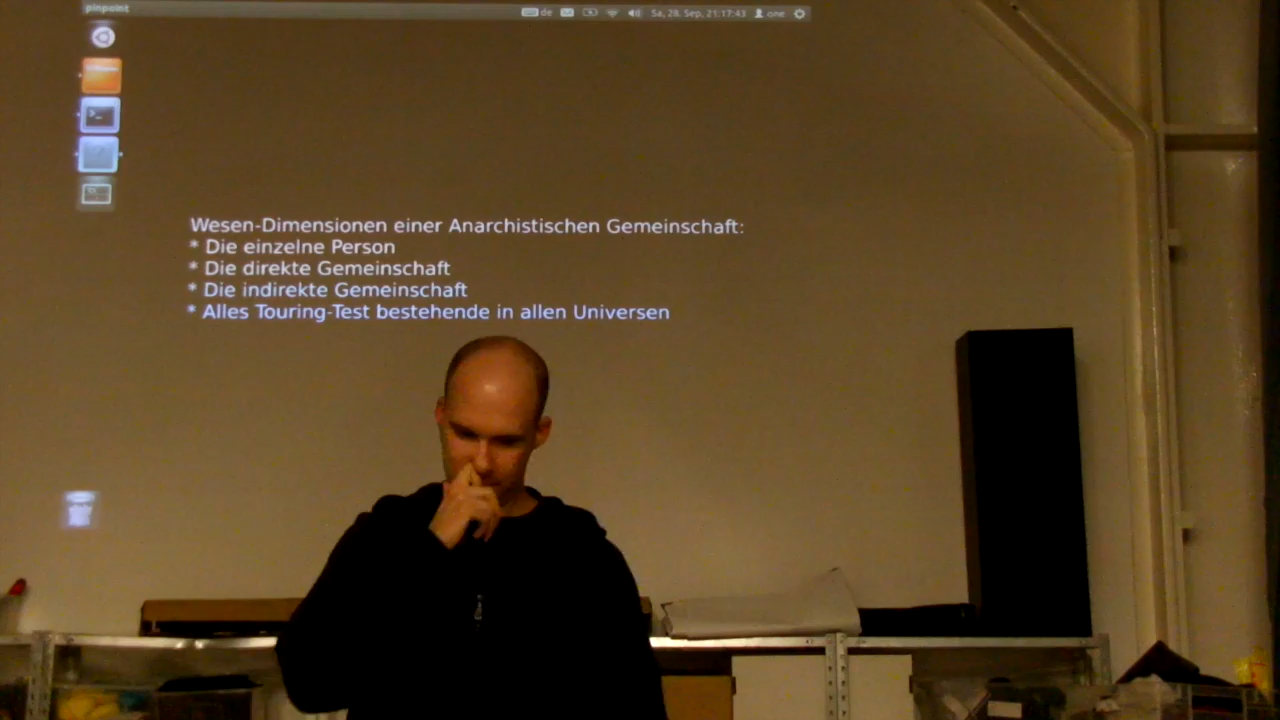 pinpoint
de Sa, 28. Sep, 21:17:43 one
Wesen-Dimensionen einer Anarchistischen Gemeinschaft:
* Die einzelne Person
* Die direkte Gemeinschaft
* Die indirekte Gemeinschaft
* Alles Touring-Test bestehende in allen Universen